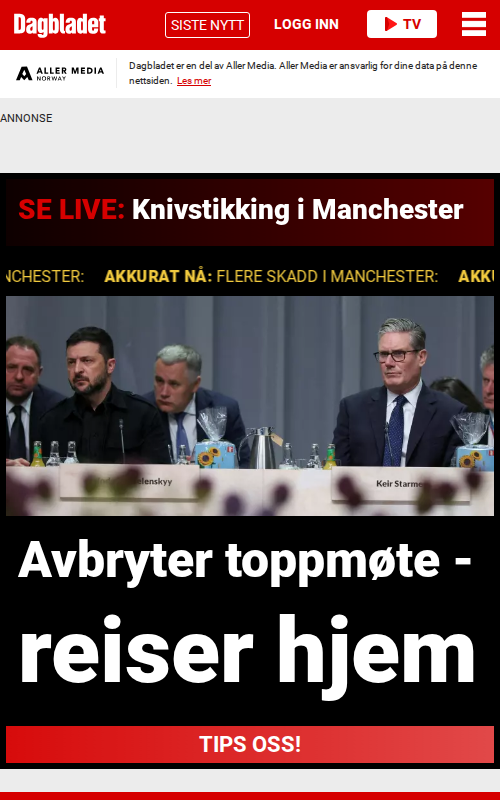 Dagbladet
SISTE NYTT
LOGG INN
TV
ALLER MEDIA
NORWAY
Dagbladet er en del av Aller Media. Aller Media er ansvarlig for dine data på denne
nettsiden. Les mer
ANNONSE
SE LIVE: Knivstikking i Manchester
NCHESTER: AKKURAT NÅ: FLERE SKADD I MANCHESTER: AKKU
lenskyy
Keir Starmer
Avbryter toppmøte -
reiser hjem
TIPS OSS!